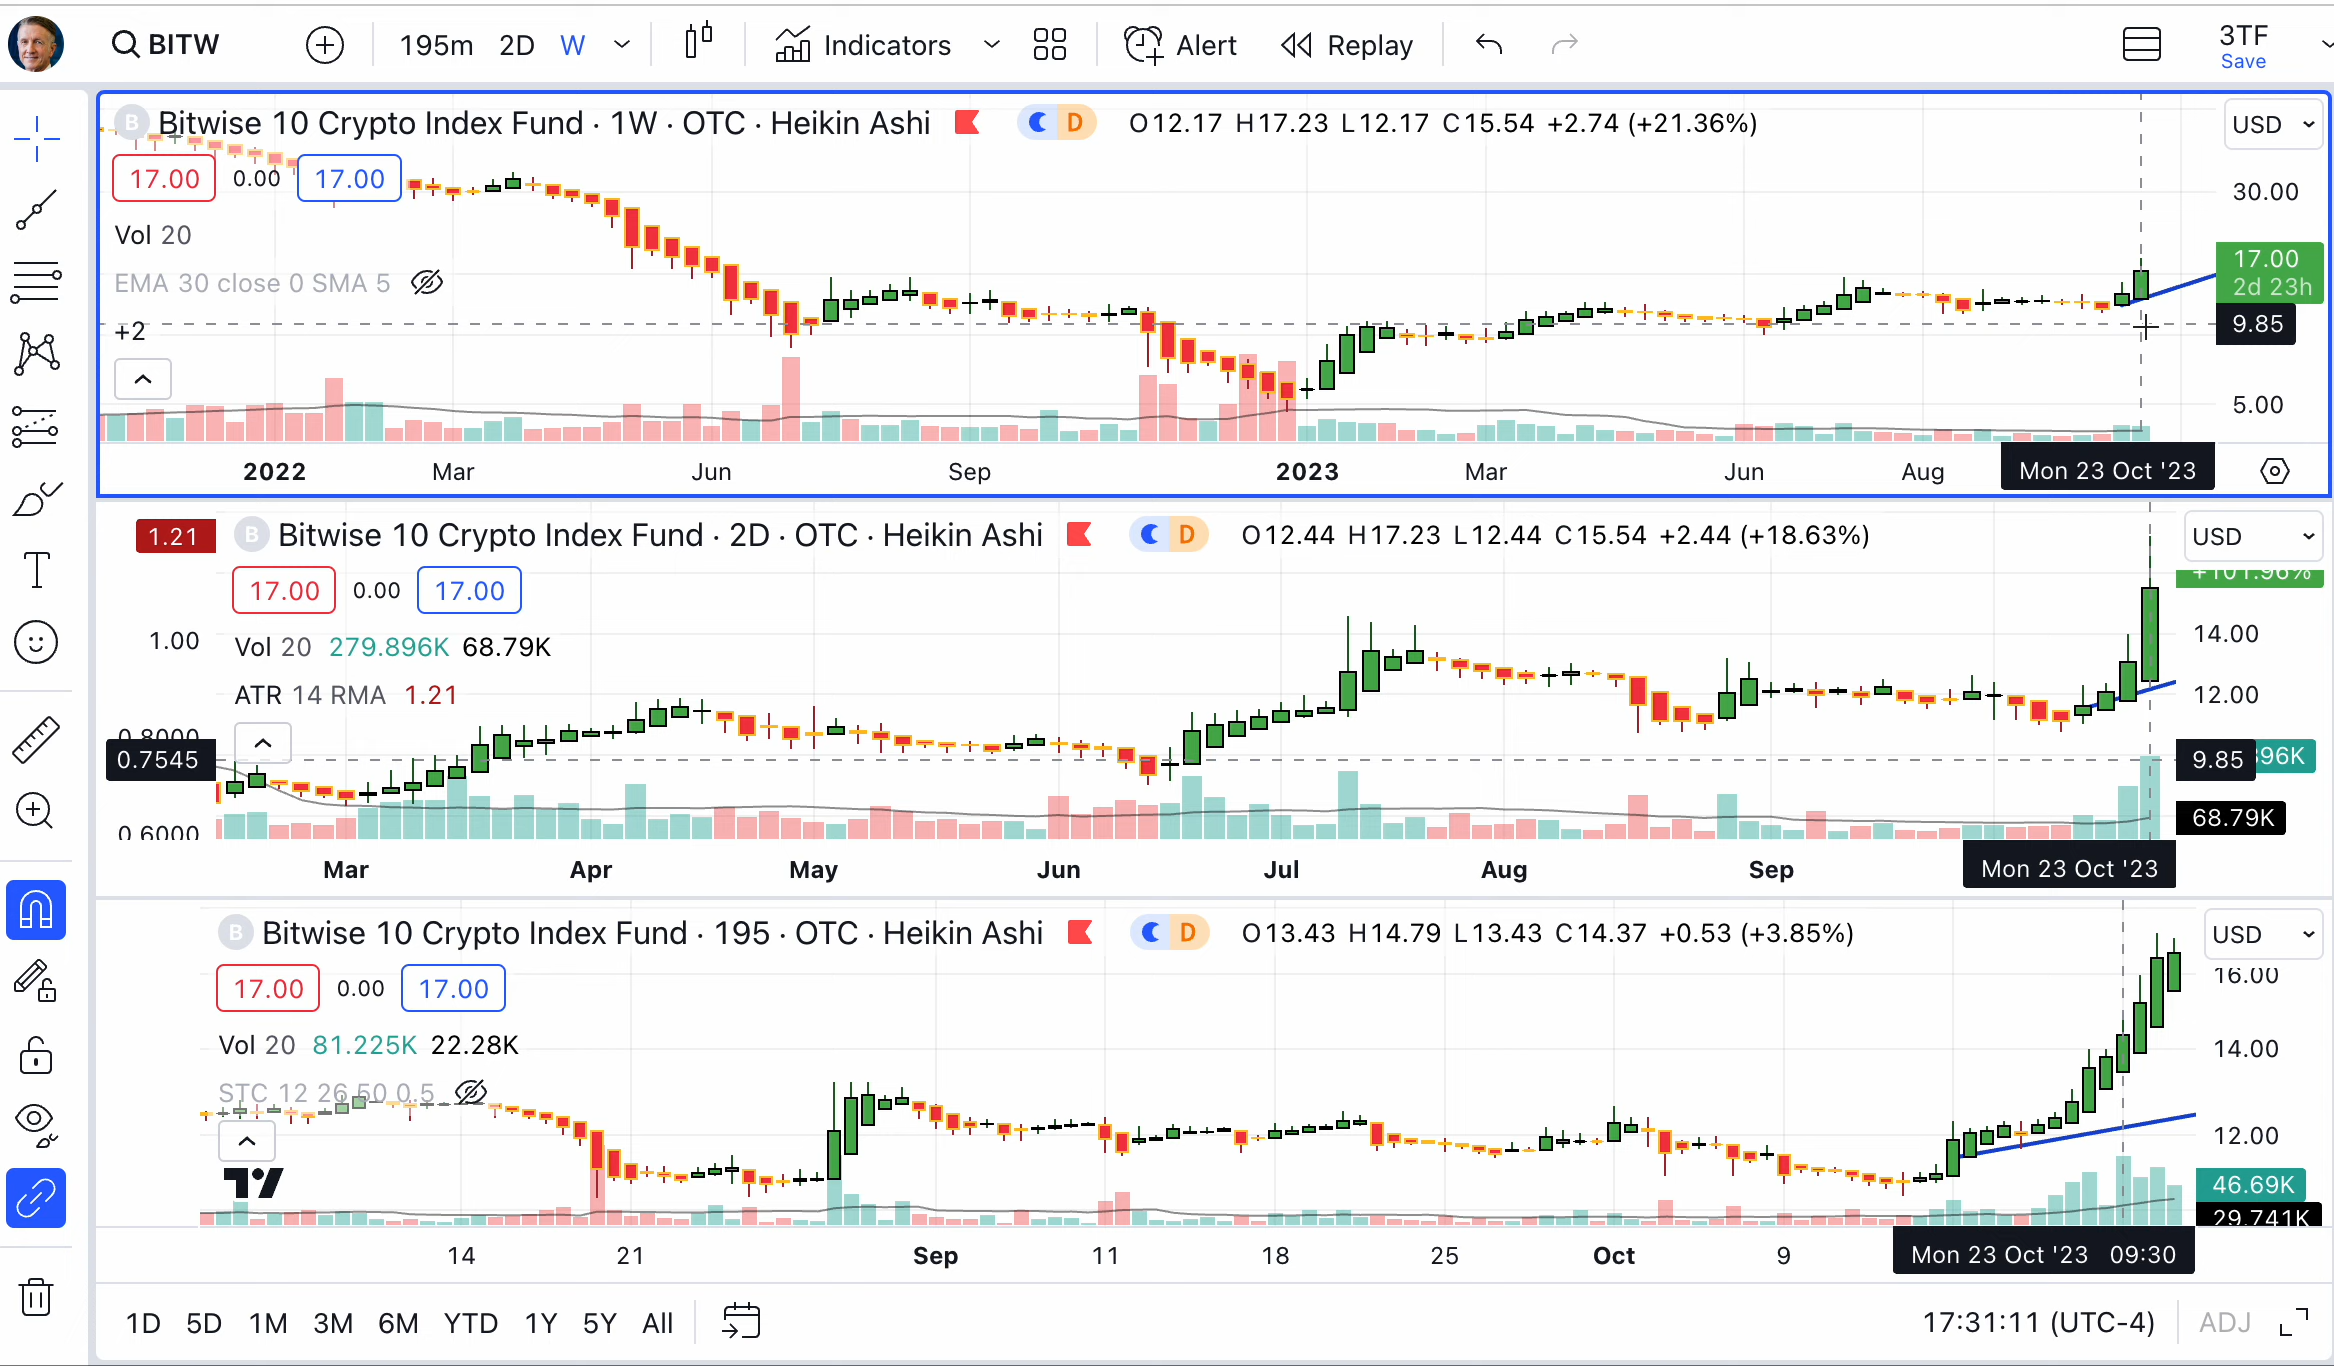 BITW 195m 2D W Indicators Alert Replay 3TF
Save
B Bitwise 10 Crypto Index Fund · 1W · OTC · Heikin Ashi D O12.17 H17.23 L12.17 C15.54 +2.74 (+21.36%) USD
17.00 0.00 17.00
30.00
Vol 20
17.00
EMA 30 close 0 SMA 5
2d 23h
+2
9.85
5.00
2022 Mar Jun Sep 2023 Mar Jun Aug Mon 23 Oct '23
1.21 B Bitwise 10 Crypto Index Fund · 2D · OTC · Heikin Ashi D O12.44 H17.23 L12.44 C15.54 +2.44 (+18.63%) USD
+101.96%
17.00 0.00 17.00
1.00 Vol 20 279.896K 68.79K 14.00
ATR 14 RMA 1.21 12.00
0.8000
0.7545 9.85 96K
0.6000 68.79K
Mar Apr May Jun Jul Aug Sep Mon 23 Oct '23
B Bitwise 10 Crypto Index Fund · 195 · OTC · Heikin Ashi D O13.43 H14.79 L13.43 C14.37 +0.53 (+3.85%) USD
16.00
17.00 0.00 17.00
Vol 20 81.225K 22.28K 14.00
STC 12 26 50 0.5
12.00
46.69K
29.741K
14 21 Sep 11 18 25 Oct 9 Mon 23 Oct '23 09:30
1D 5D 1M 3M 6M YTD 1Y 5Y All 17:31:11 (UTC-4) ADJ